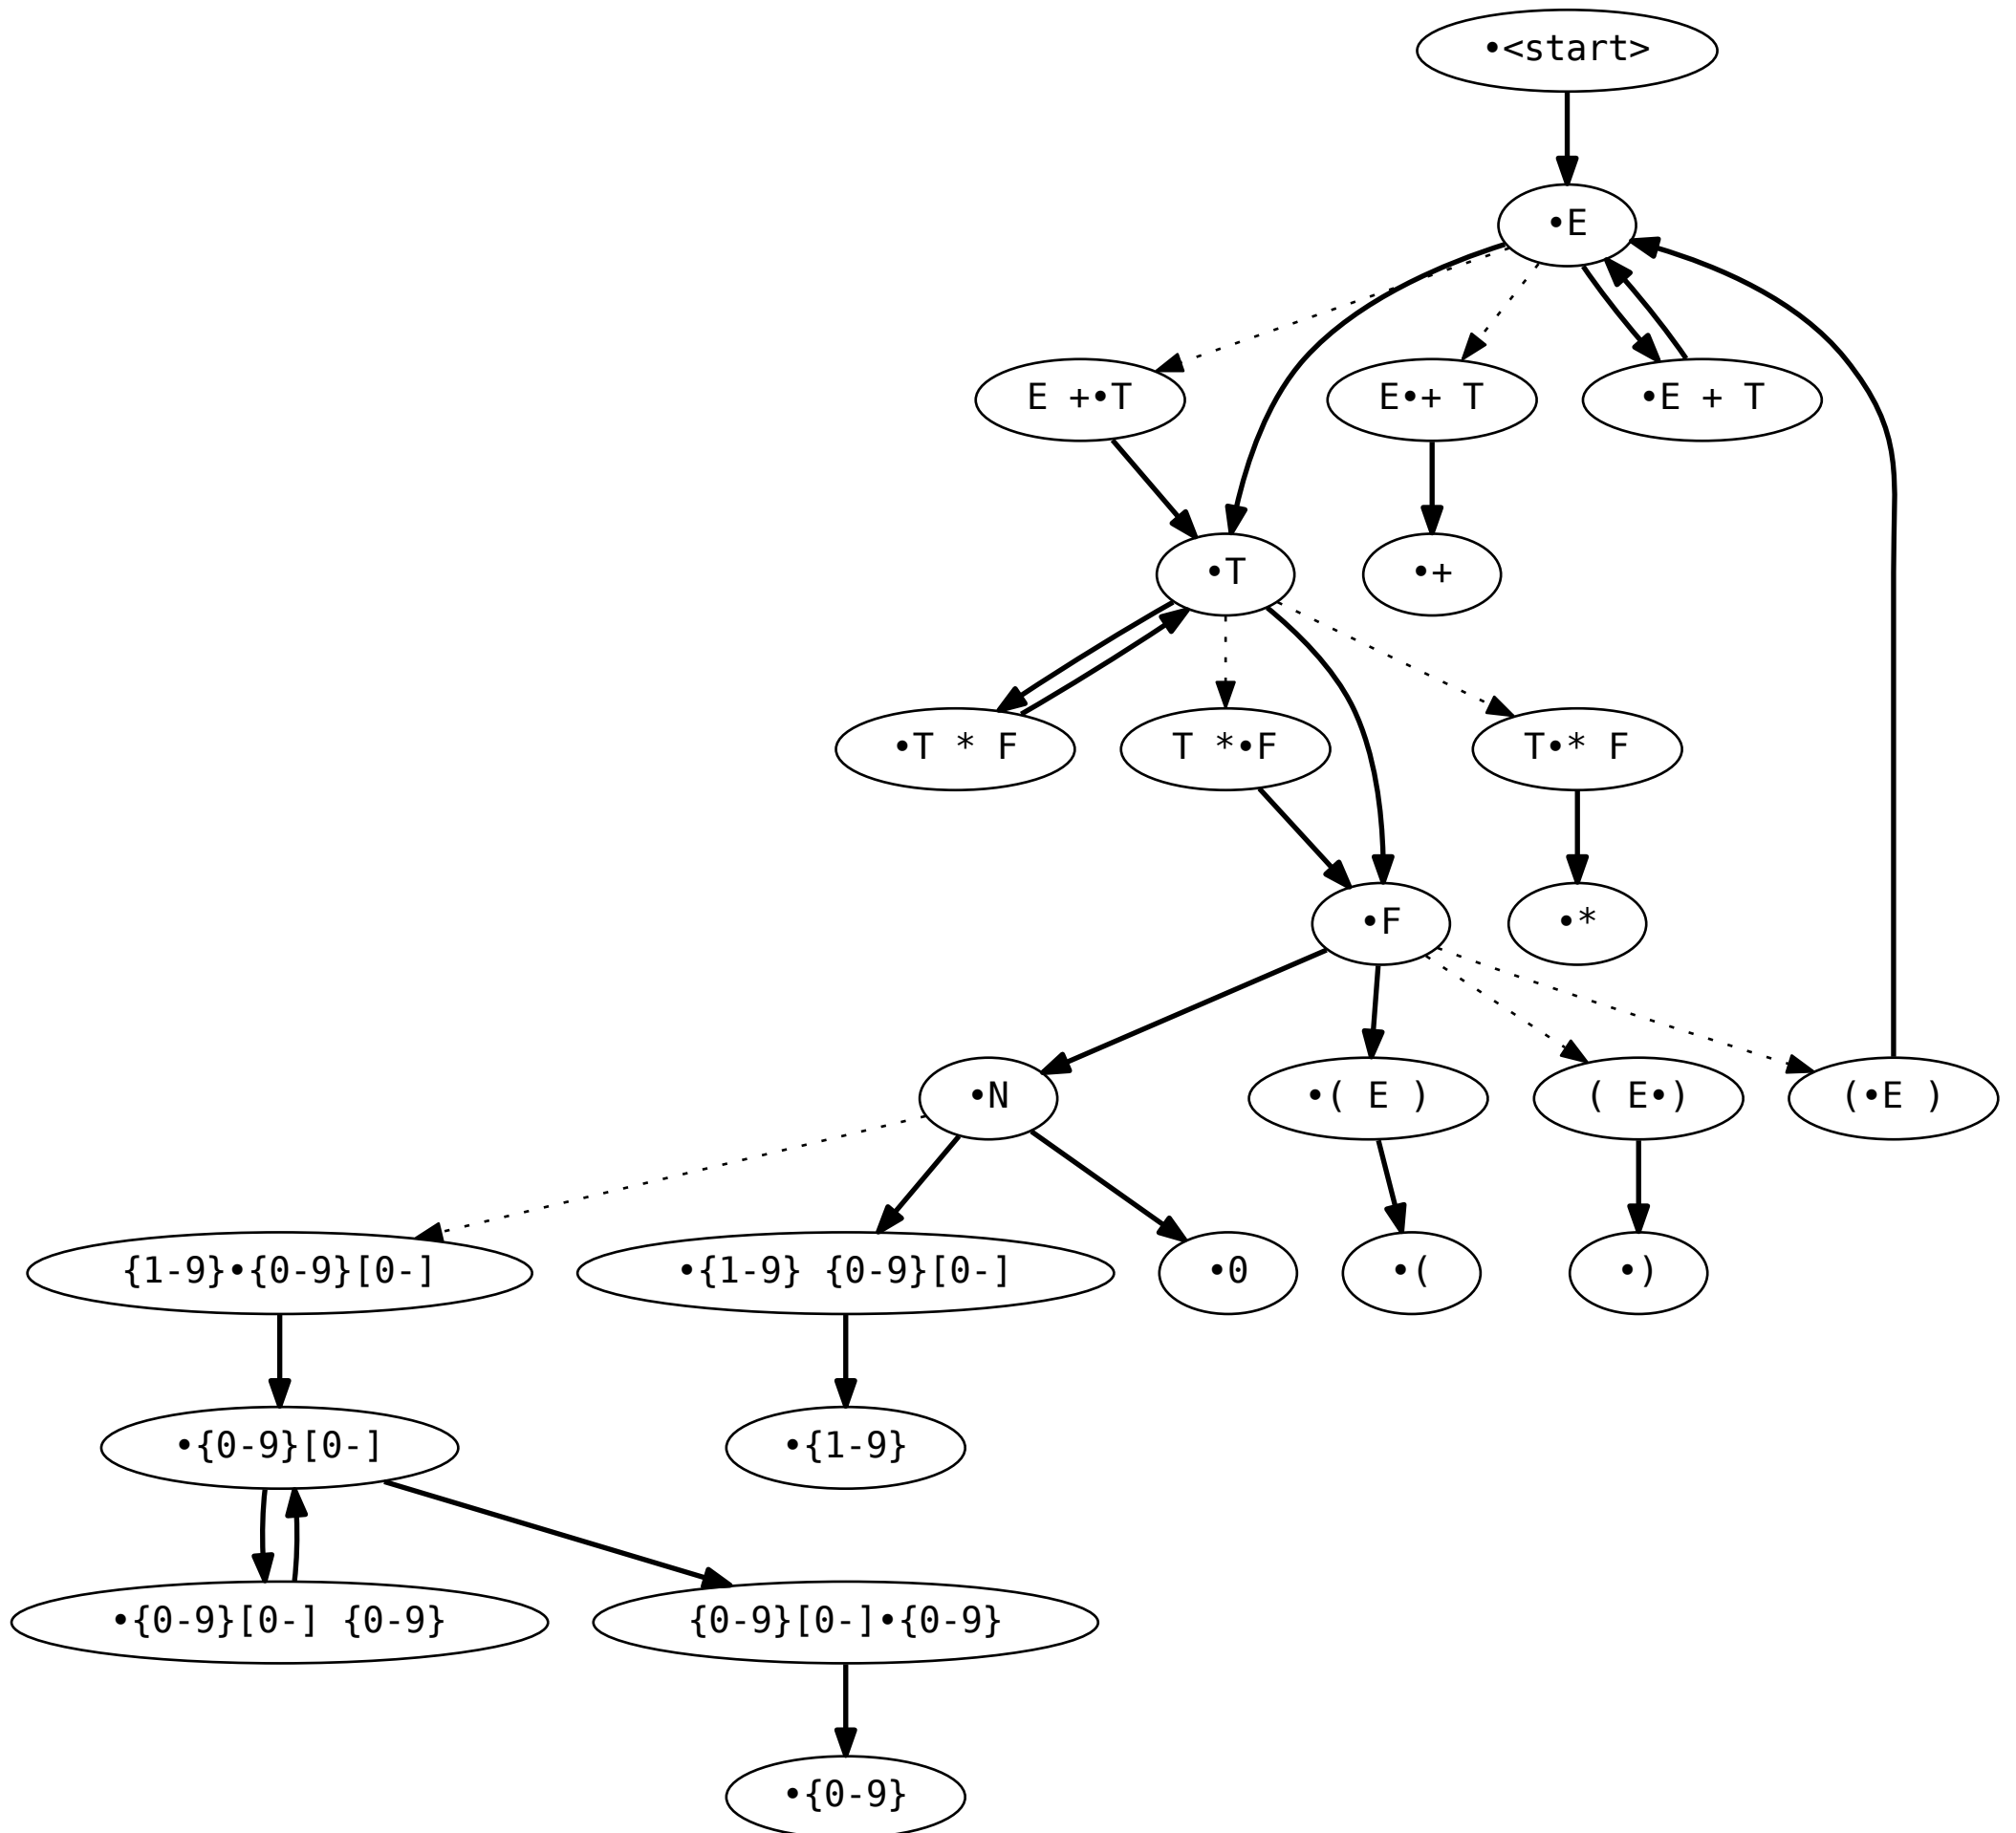 •<start>
•E
E +•T
E•+ T
•E + T
•T
•+
•T * F
T *•F
T•* F
•F
•*
•N
•( E )
( E•)
(•E )
{1-9}•{0-9}[0-]
•{1-9} {0-9}[0-]
•0
•(
•)
•{0-9}[0-]
•{1-9}
•{0-9}[0-] {0-9}
{0-9}[0-]•{0-9}
•{0-9}